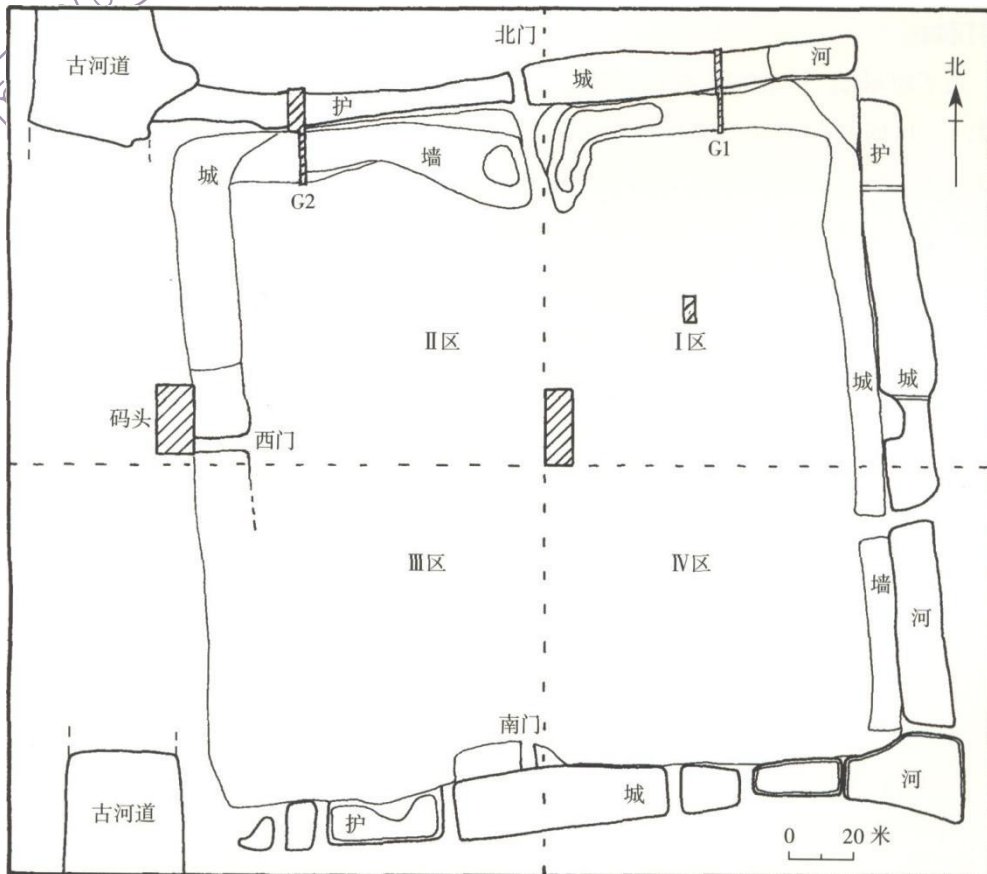 北门
古河道
护
城
河
北
城
墙
G2
G1
护
Ⅱ区
Ⅰ区
城
城
码头
西门
Ⅲ区
Ⅳ区
墙
河
南门
古河道
护
城
河
0 20 米